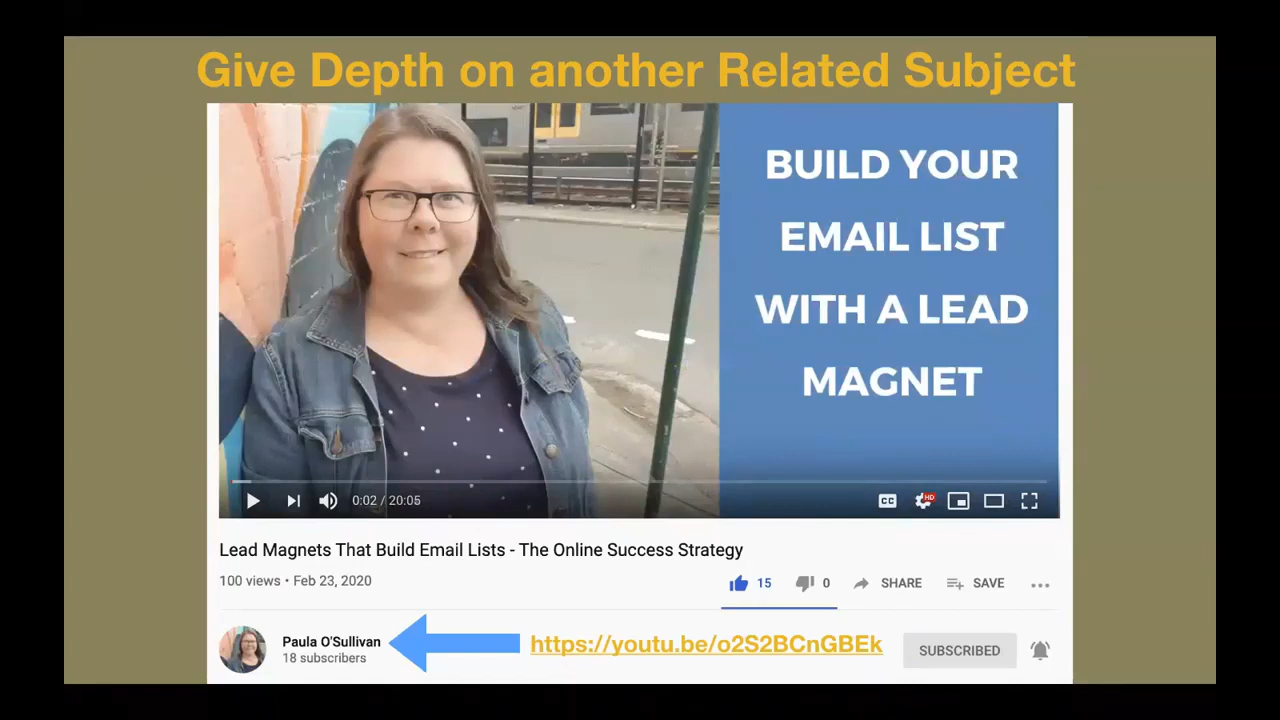 Give Depth on another Related Subject
BUILD YOUR
EMAIL LIST
WITH A LEAD
MAGNET
0:02 / 20:05
CC
HD
Lead Magnets That Build Email Lists - The Online Success Strategy
100 views • Feb 23, 2020
15
0
SHARE
SAVE
Paula O'Sullivan
18 subscribers
https://youtu.be/o2S2BCnGBEk
SUBSCRIBED